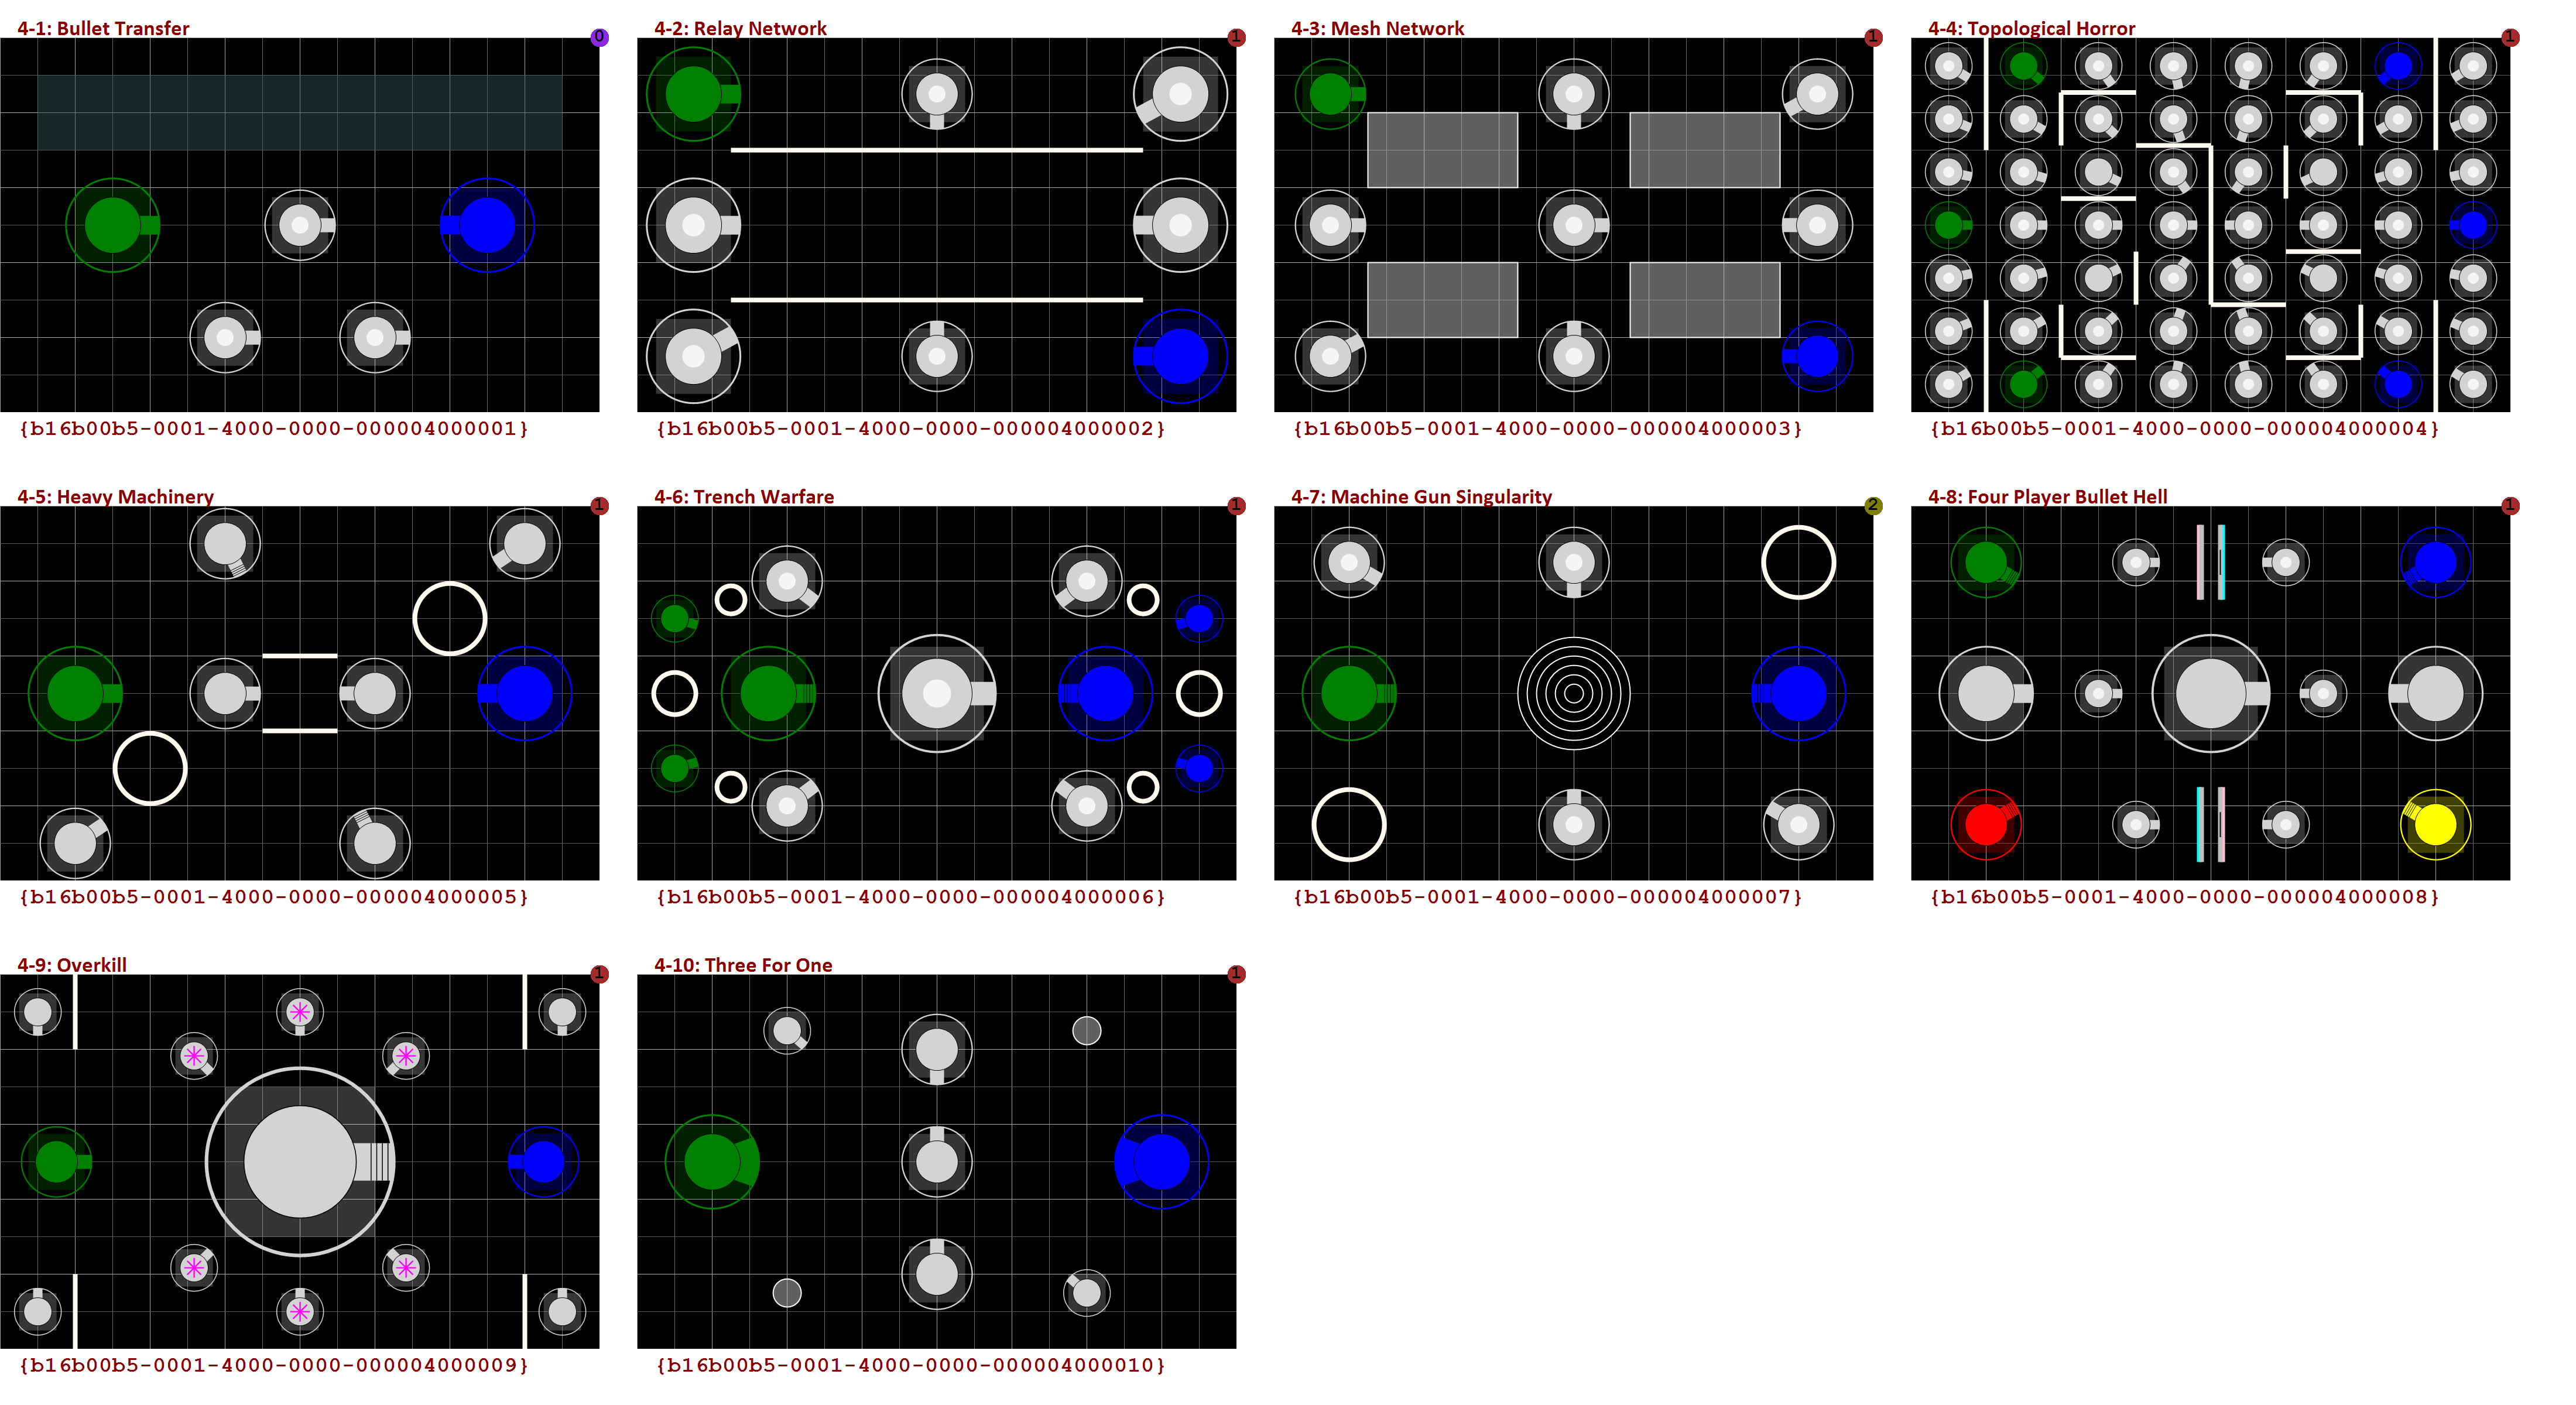 4-1: Bullet Transfer
0
4-2: Relay Network
1
4-3: Mesh Network
1
4-4: Topological Horror
1
{b16b00b5-0001-4000-0000-000004000001}
{b16b00b5-0001-4000-0000-000004000002}
{b16b00b5-0001-4000-0000-000004000003}
{b16b00b5-0001-4000-0000-000004000004}
4-5: Heavy Machinery
1
4-6: Trench Warfare
1
4-7: Machine Gun Singularity
2
4-8: Four Player Bullet Hell
1
{b16b00b5-0001-4000-0000-000004000005}
{b16b00b5-0001-4000-0000-000004000006}
{b16b00b5-0001-4000-0000-000004000007}
{b16b00b5-0001-4000-0000-000004000008}
4-9: Overkill
1
4-10: Three For One
1
{b16b00b5-0001-4000-0000-000004000009}
{b16b00b5-0001-4000-0000-000004000010}